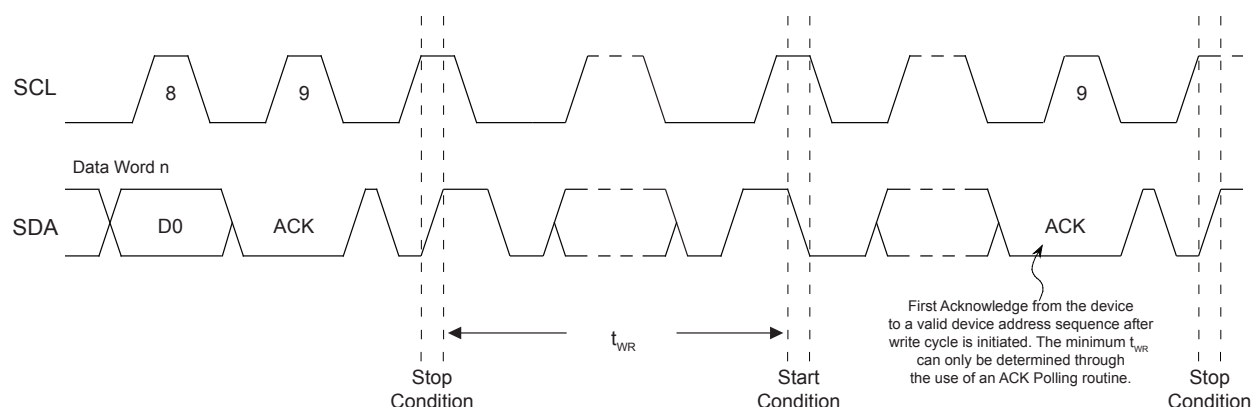 SCL
8
9
9
Data Word n
SDA
D0
ACK
ACK
First Acknowledge from the device
to a valid device address sequence after
write cycle is initiated. The minimum tWR
can only be determined through
the use of an ACK Polling routine.
tWR
Stop
Condition
Start
Condition
Stop
Condition